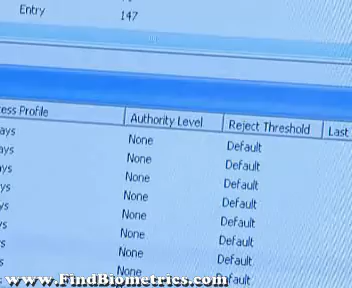 Entry 147
ess Profile Authority Level Reject Threshold Last
ays None Default
ays None Default
ays None Default
ys None Default
ys None Default
ys None Default
s None Default
s None Default
www.FindBiometrics.com